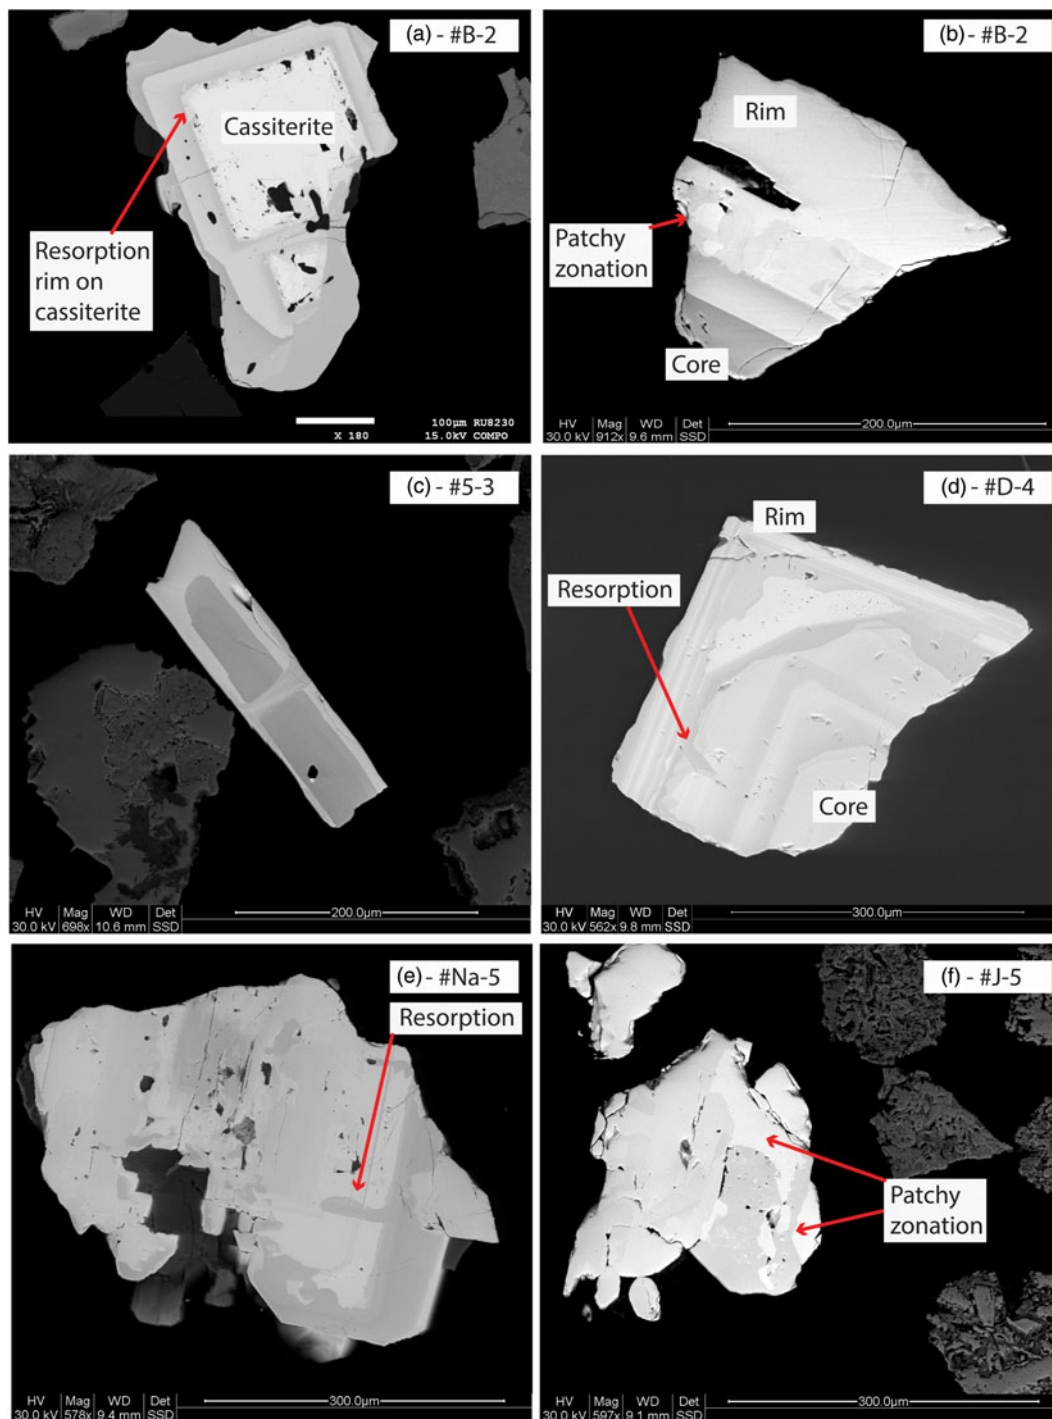 (a) - #B-2
Cassiterite
Resorption
rim on
cassiterite
100µm RU8230
X 180 15.0kV COMPO
(b) - #B-2
Rim
Patchy
zonation
Core
HV Mag WD Det
30.0 kV 912x 9.6 mm SSD
200.0µm
(c) - #5-3
HV Mag WD Det
30.0 kV 698x 10.6 mm SSD
200.0µm
(d) - #D-4
Rim
Resorption
Core
HV Mag WD Det
30.0 kV 562x 9.8 mm SSD
300.0µm
(e) - #Na-5
Resorption
HV Mag WD Det
30.0 kV 578x 9.4 mm SSD
300.0µm
(f) - #J-5
Patchy
zonation
HV Mag WD Det
30.0 kV 597x 9.1 mm SSD
300.0µm